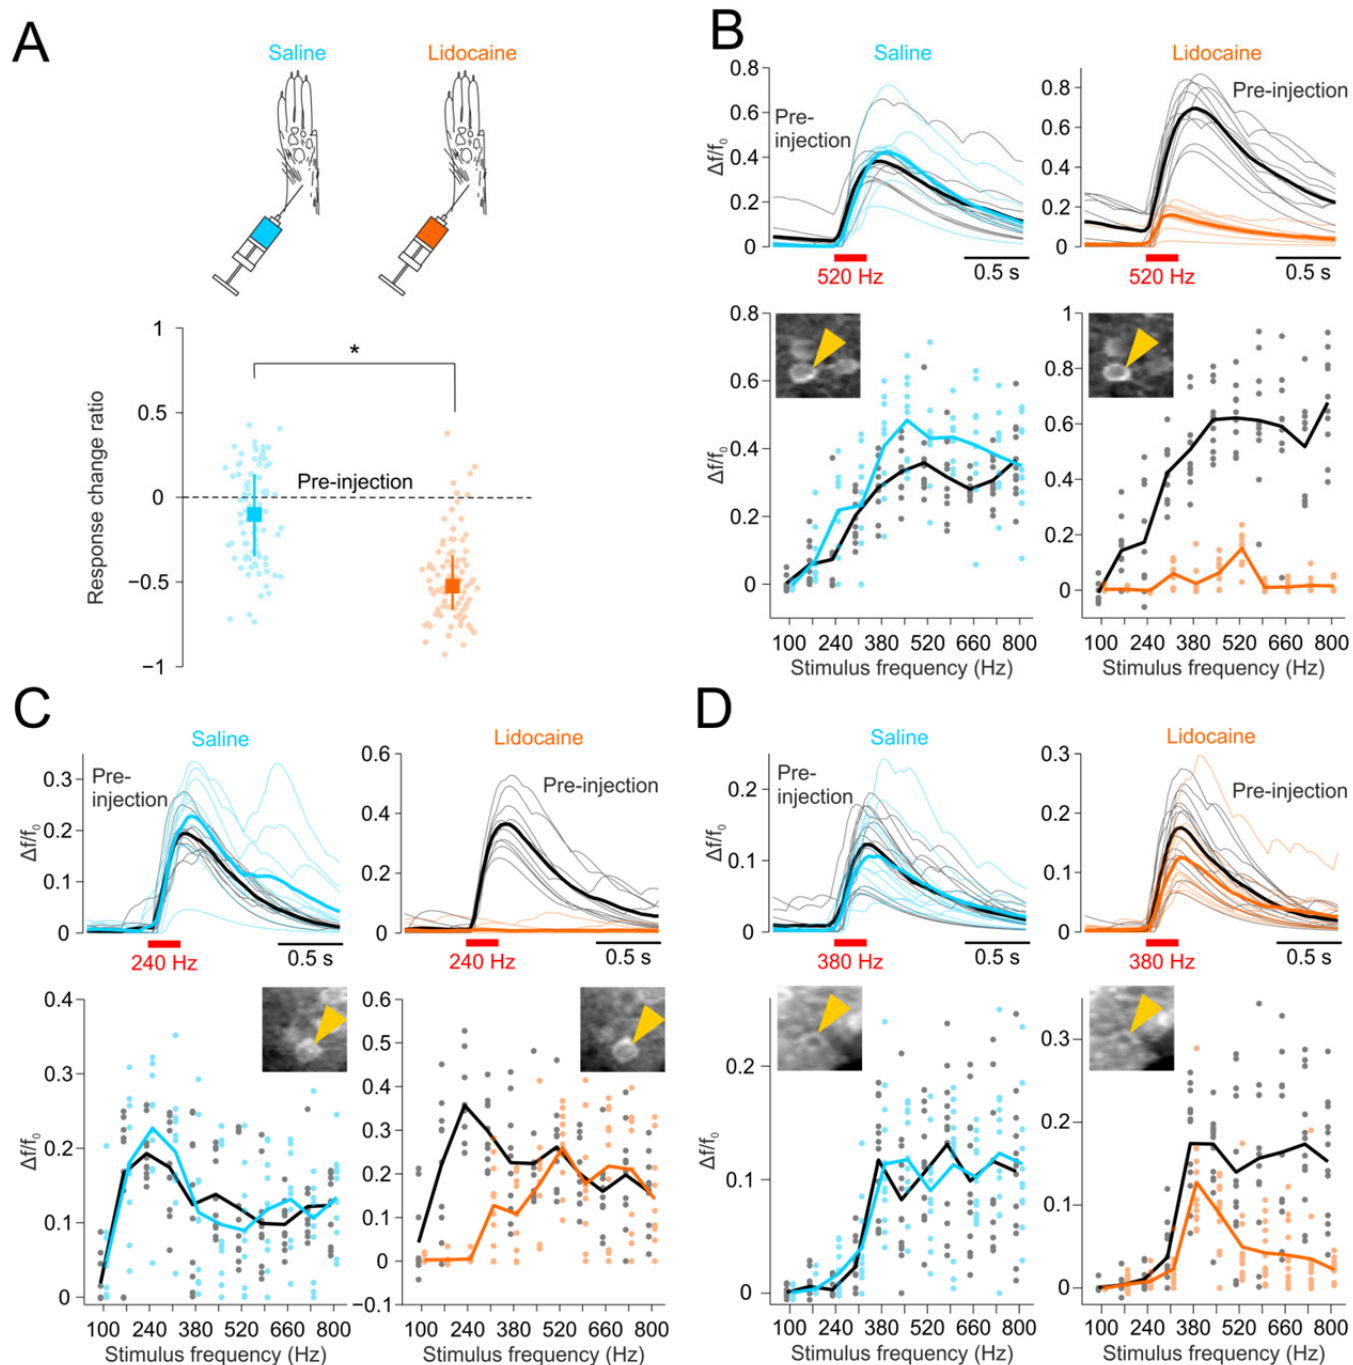 A
Saline
Lidocaine
1
0.5
0
−0.5
−1
Response change ratio
*
Pre-injection
B
Saline
Lidocaine
0.8
0.6
0.4
0.2
0
Δf/f₀
Pre-
injection
520 Hz
0.5 s
0.8
0.6
0.4
0.2
0
Pre-injection
520 Hz
0.5 s
0.8
0.6
0.4
0.2
0
Δf/f₀
100 240 380 520 660 800
Stimulus frequency (Hz)
1
0.8
0.6
0.4
0.2
0
100 240 380 520 660 800
Stimulus frequency (Hz)
C
Saline
Lidocaine
0.3
0.2
0.1
0
Δf/f₀
Pre-
injection
240 Hz
0.5 s
0.6
0.4
0.2
0
Pre-injection
240 Hz
0.5 s
0.4
0.3
0.2
0.1
0
Δf/f₀
100 240 380 520 660 800
Stimulus frequency (Hz)
0.6
0.5
0.4
0.3
0.2
0.1
0
−0.1
100 240 380 520 660 800
Stimulus frequency (Hz)
D
Saline
Lidocaine
0.2
0.1
0
Δf/f₀
Pre-
injection
380 Hz
0.5 s
0.3
0.2
0.1
0
Pre-injection
380 Hz
0.5 s
0.2
0.1
0
Δf/f₀
100 240 380 520 660 800
Stimulus frequency (Hz)
0.3
0.2
0.1
0
100 240 380 520 660 800
Stimulus frequency (Hz)